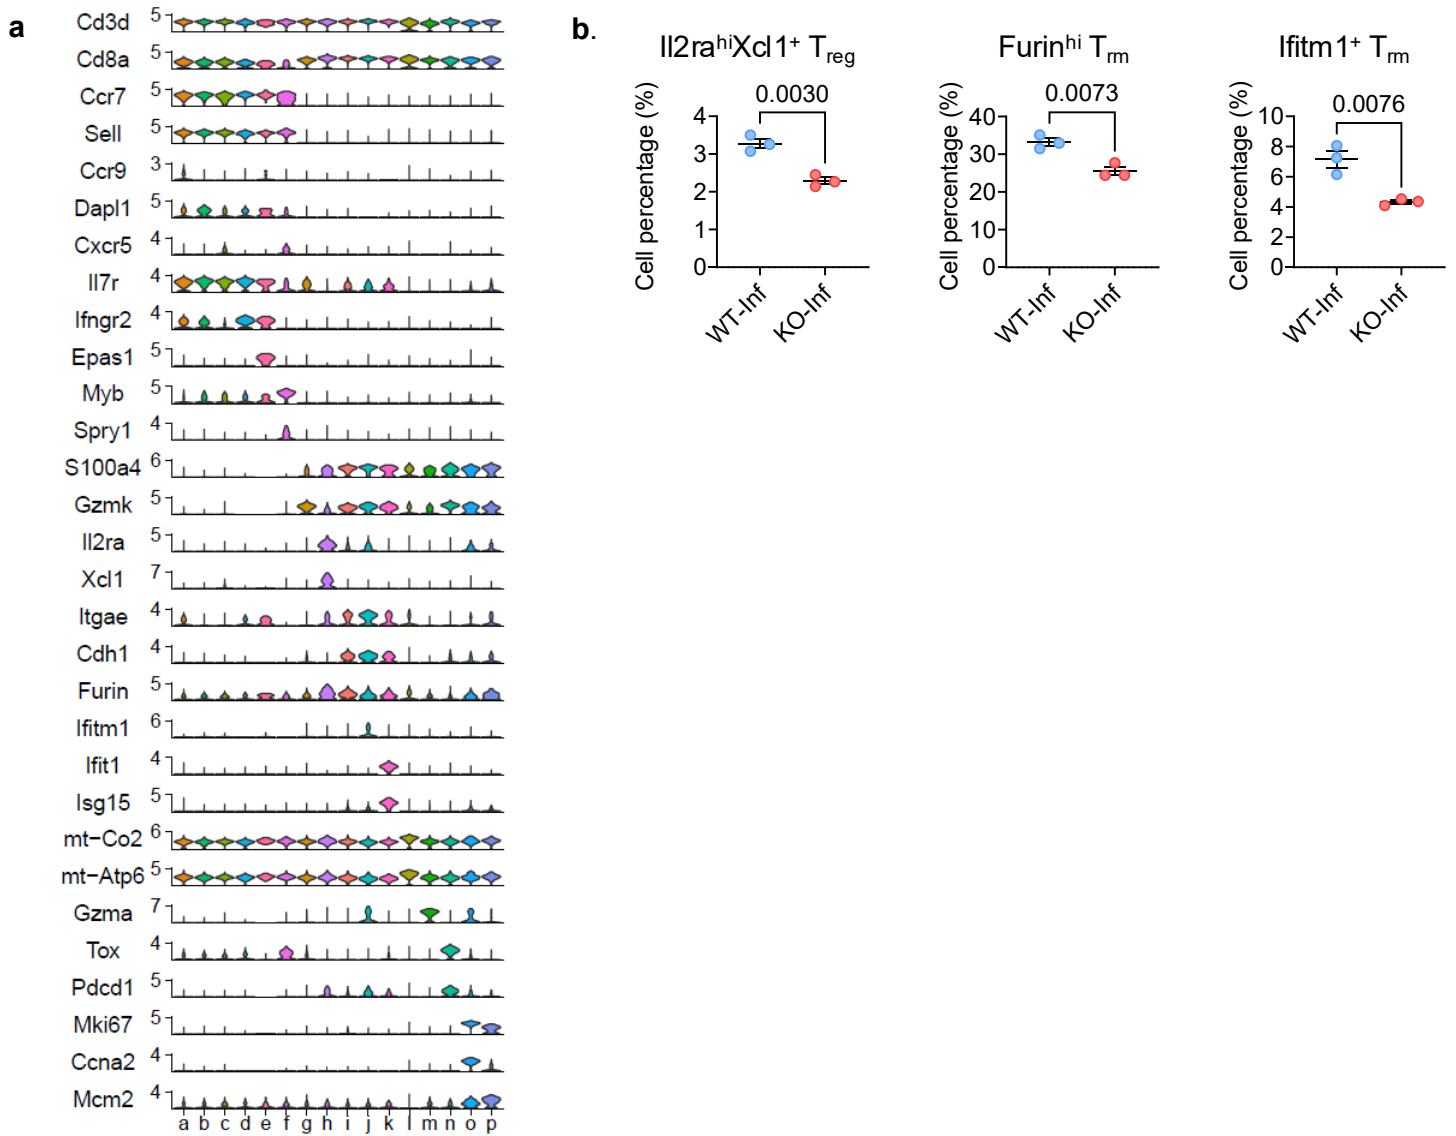 a
Cd3d 5
Cd8a 5
Ccr7 5
Sell 5
Ccr9 3
Dapl1 5
Cxcr5 4
Il7r 4
Ifngr2 4
Epas1 5
Myb 5
Spry1 4
S100a4 6
Gzmk 5
Il2ra 5
Xcl1 7
Itgae 4
Cdh1 4
Furin 5
Ifitm1 6
Ifit1 4
Isg15 5
mt−Co2 6
mt−Atp6 5
Gzma 7
Tox 4
Pdcd1 5
Mki67 5
Ccna2 4
Mcm2 4
a b c d e f g h i j k l m n o p
b.
Il2raʰⁱXcl1⁺ Treg
0.0030
Cell percentage (%)
4
3
2
1
0
WT-Inf
KO-Inf
Furinʰⁱ Trm
0.0073
Cell percentage (%)
40
30
20
10
0
WT-Inf
KO-Inf
Ifitm1⁺ Trm
0.0076
Cell percentage (%)
10
8
6
4
2
0
WT-Inf
KO-Inf